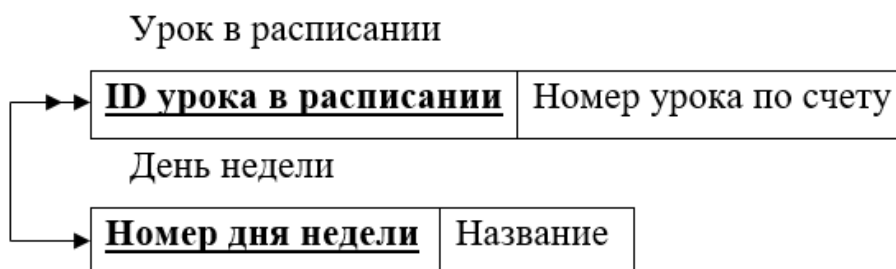 Урок в расписании
ID урока в расписании Номер урока по счету
День недели
Номер дня недели Название